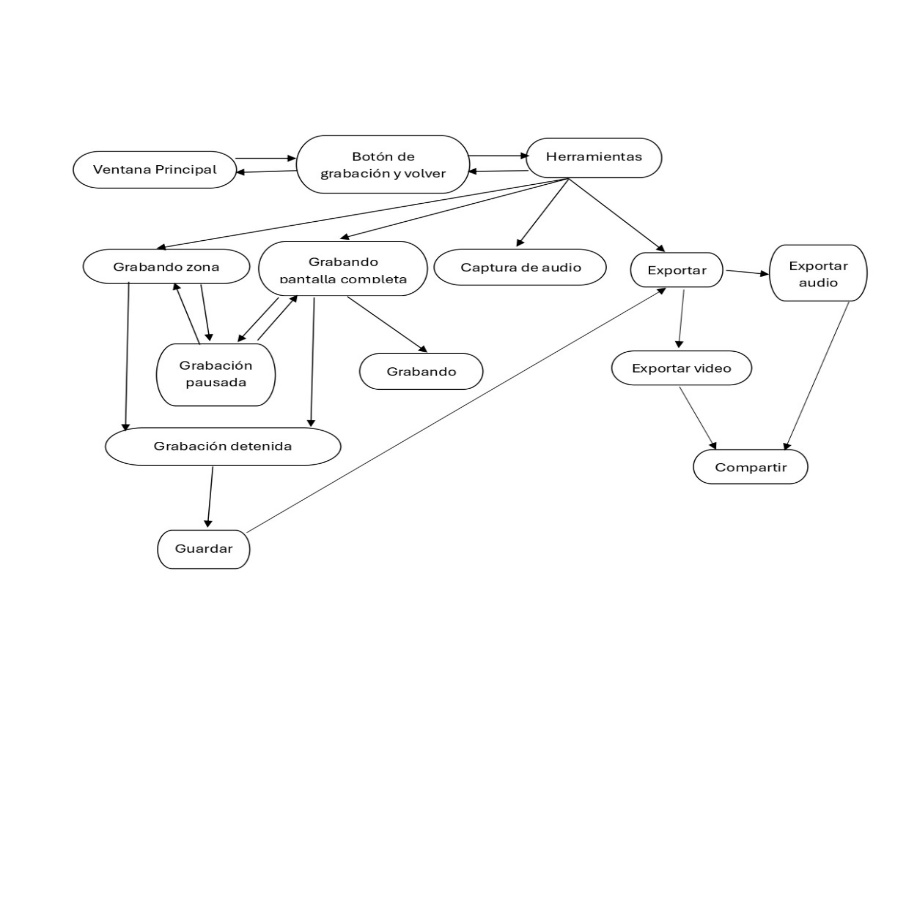 Ventana Principal
Botón de
grabación y volver
Herramientas
Grabando zona
Grabando
pantalla completa
Captura de audio
Exportar
Exportar
audio
Grabación
pausada
Grabando
Exportar video
Grabación detenida
Compartir
Guardar